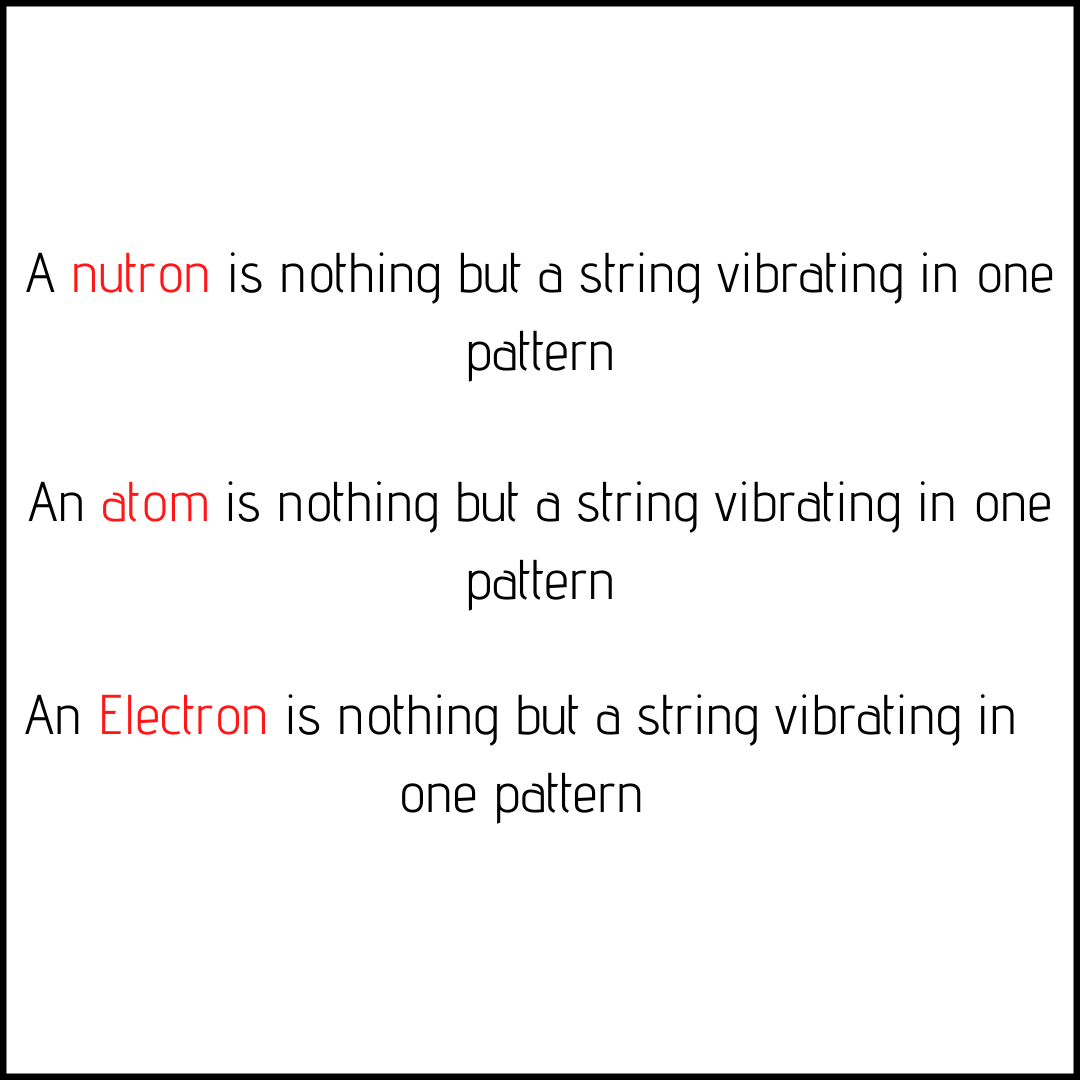 A nutron is nothing but a string vibrating in one
pattern
An atom is nothing but a string vibrating in one
pattern
An Electron is nothing but a string vibrating in
one pattern